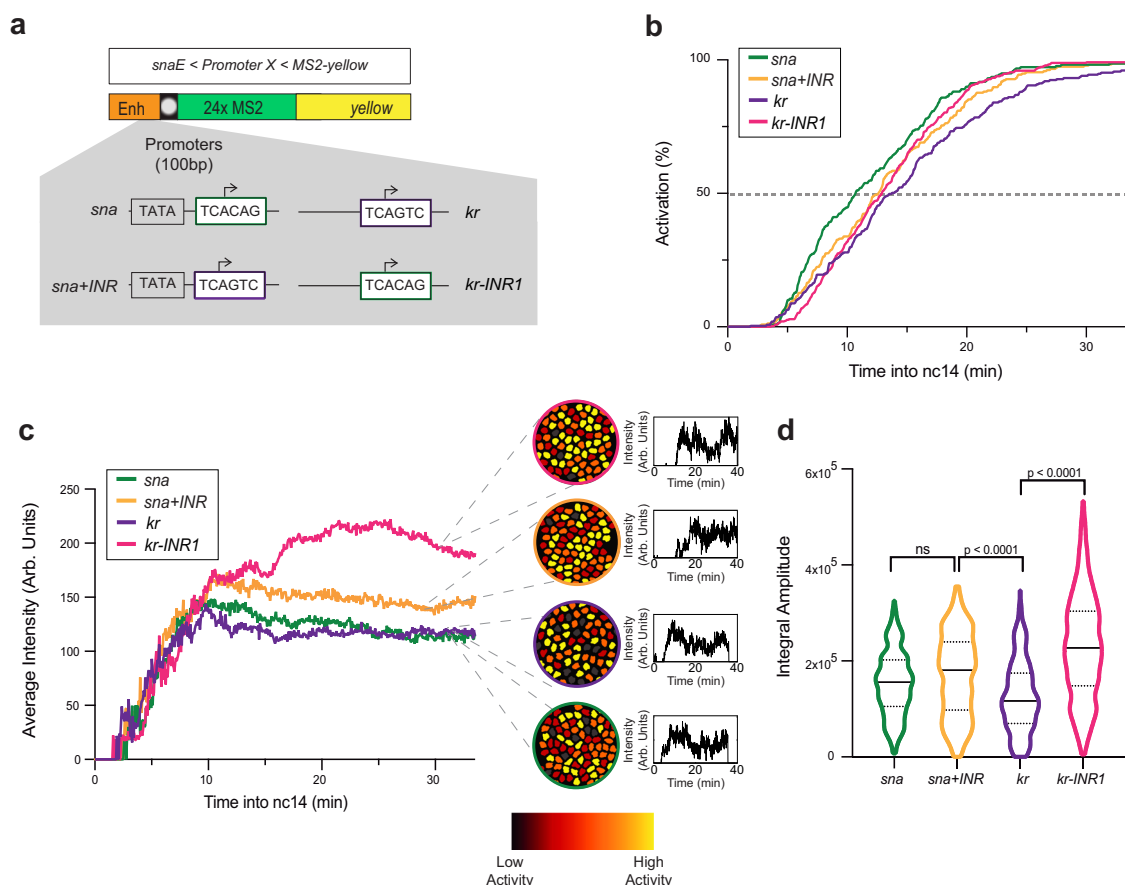 a
snaE < Promoter X < MS2-yellow
Enh
24x MS2
yellow
Promoters
(100bp)
sna
TATA
TCACAG
TCAGTC
kr
sna+INR
TATA
TCAGTC
TCACAG
kr-INR1
b
sna
sna+INR
kr
kr-INR1
100
50
0
Activation (%)
0
10
20
30
Time into nc14 (min)
c
sna
sna+INR
kr
kr-INR1
250
200
150
100
50
0
Average Intensity (Arb. Units)
0
10
20
30
Time into nc14 (min)
Intensity
(Arb. Units)
0
20
40
Time (min)
Intensity
(Arb. Units)
0
20
40
Time (min)
Intensity
(Arb. Units)
0
20
40
Time (min)
Intensity
(Arb. Units)
0
20
40
Time (min)
Low
Activity
High
Activity
d
6x10⁵
4x10⁵
2x10⁵
0
Integral Amplitude
ns
p < 0.0001
p < 0.0001
sna
sna+INR
kr
kr-INR1